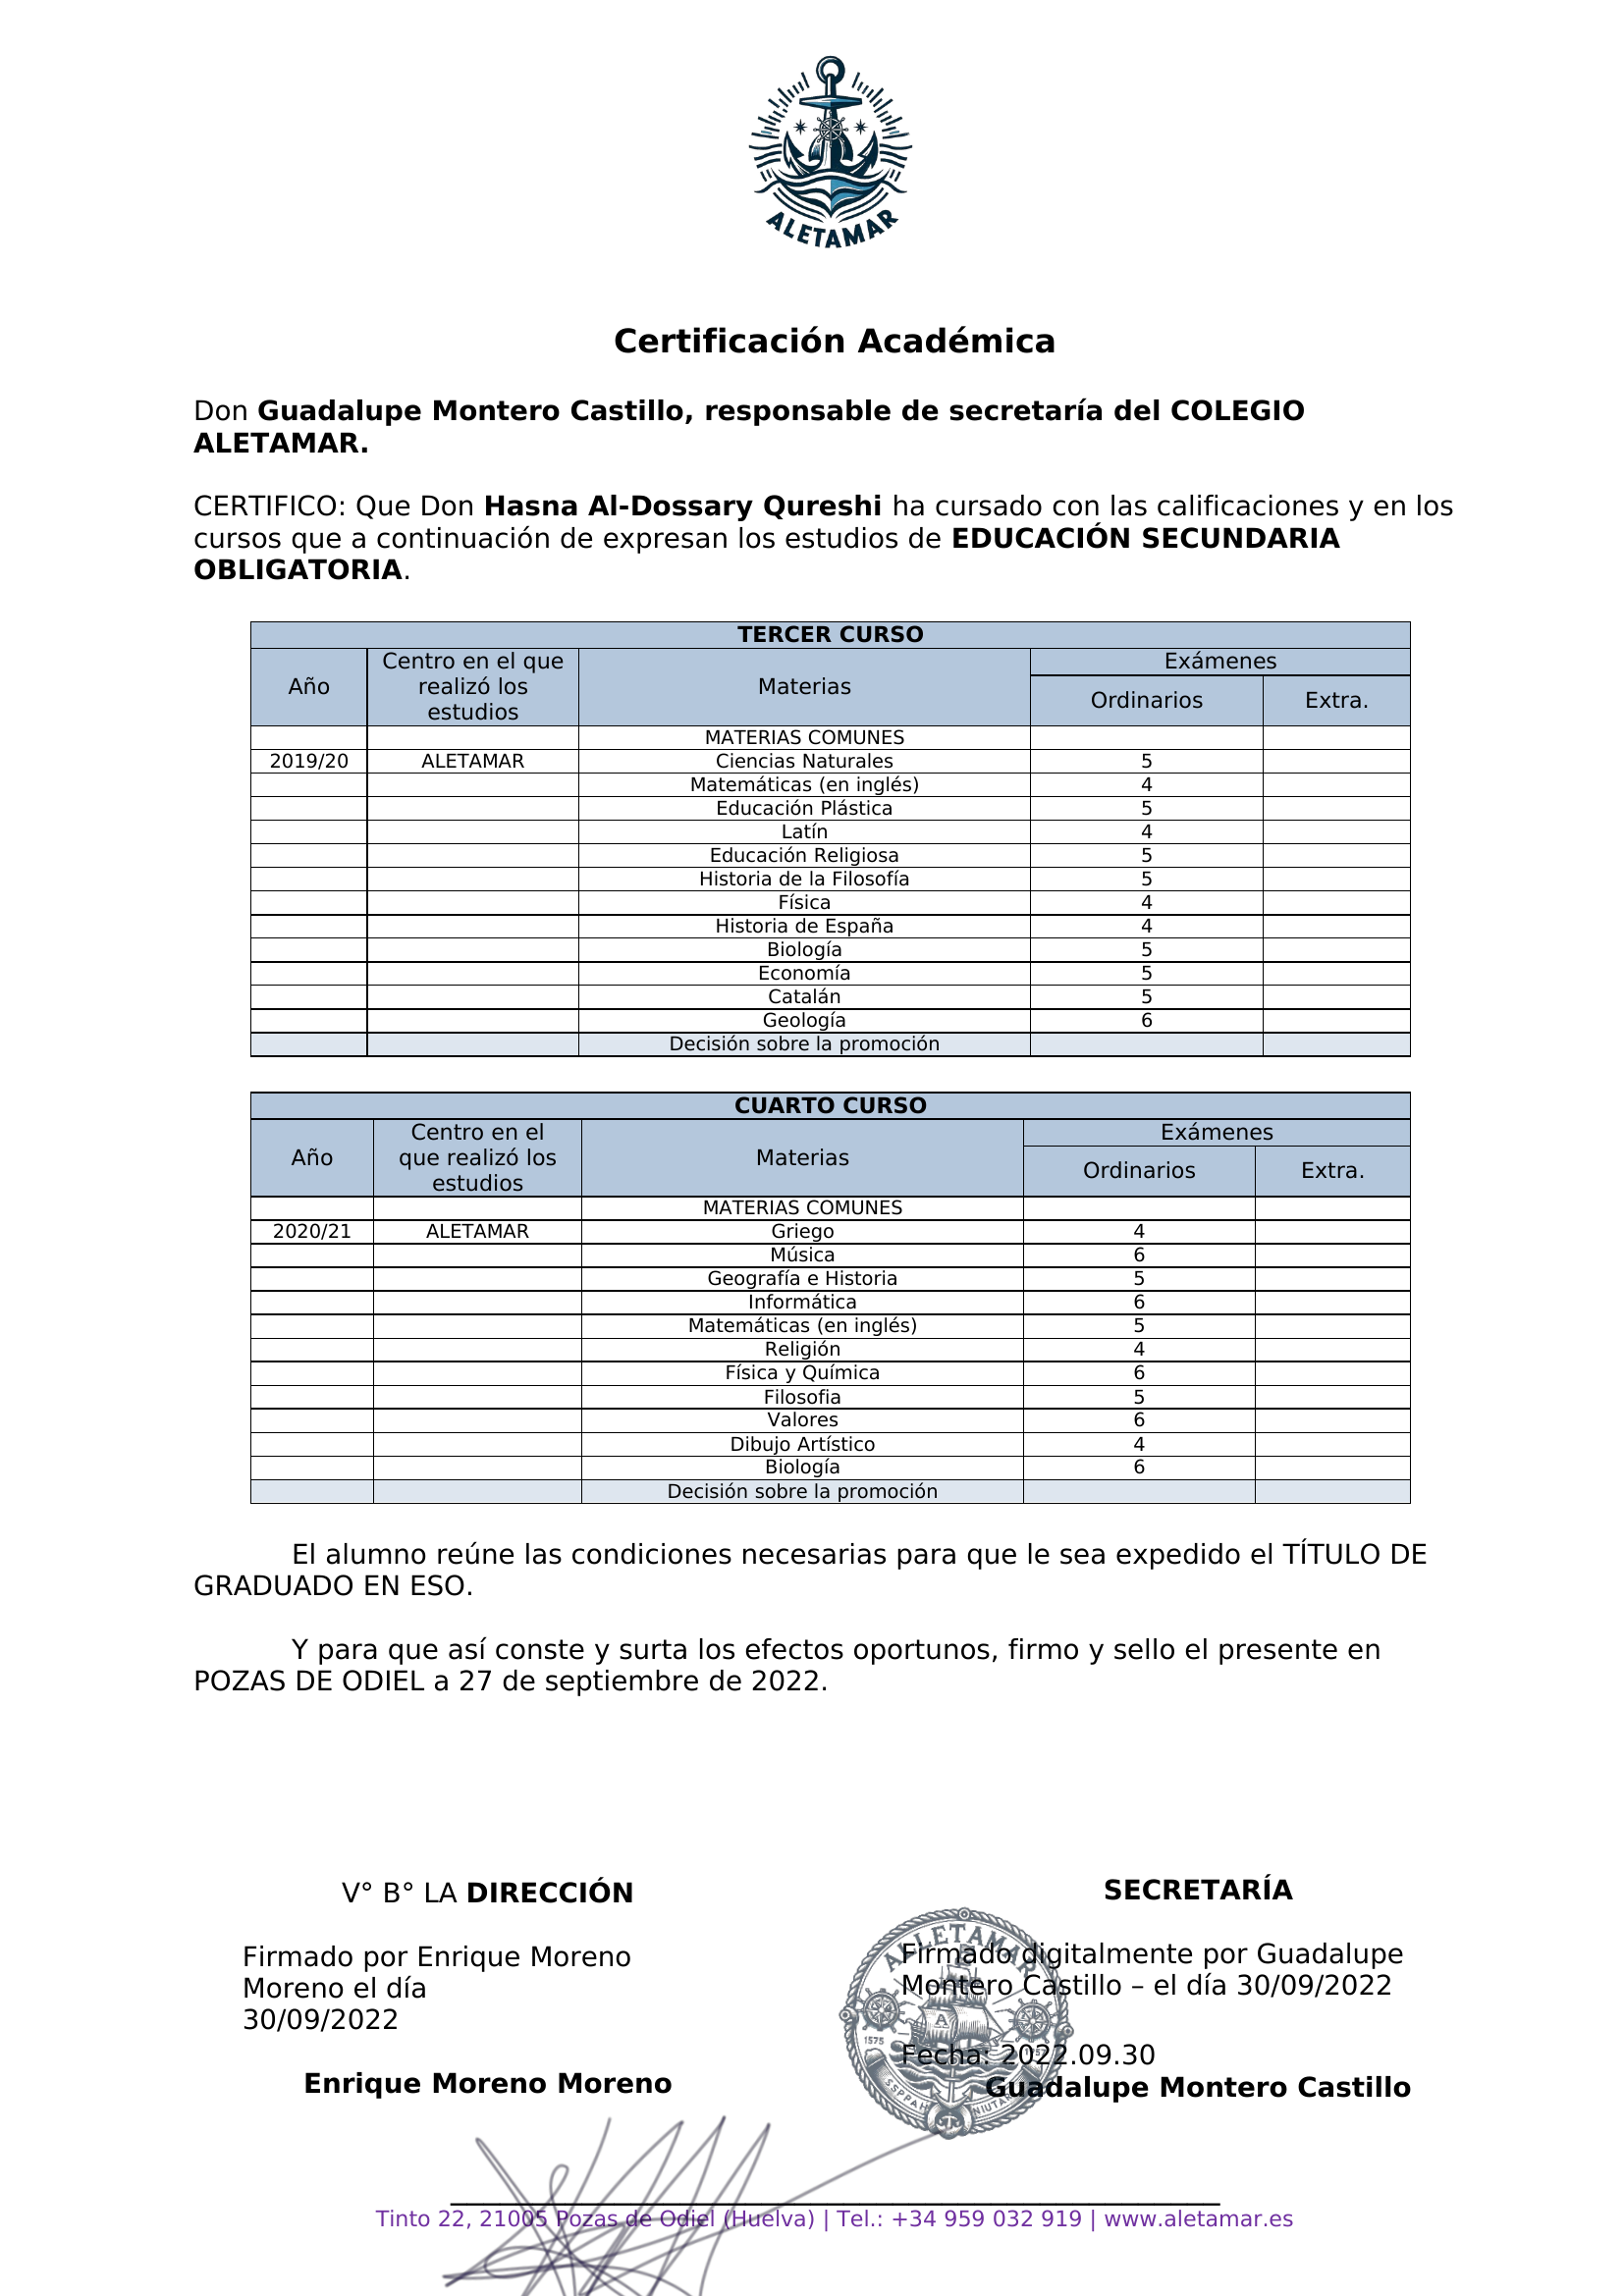 ALETAMAR
Certificación Académica
Don Guadalupe Montero Castillo, responsable de secretaría del COLEGIO
ALETAMAR.
CERTIFICO: Que Don Hasna Al-Dossary Qureshi ha cursado con las calificaciones y en los
cursos que a continuación de expresan los estudios de EDUCACIÓN SECUNDARIA
OBLIGATORIA.
TERCER CURSO
Año Centro en el que realizó los estudios Materias Exámenes
Ordinarios Extra.
MATERIAS COMUNES
2019/20 ALETAMAR Ciencias Naturales 5
Matemáticas (en inglés) 4
Educación Plástica 5
Latín 4
Educación Religiosa 5
Historia de la Filosofía 5
Física 4
Historia de España 4
Biología 5
Economía 5
Catalán 5
Geología 6
Decisión sobre la promoción
CUARTO CURSO
Año Centro en el que realizó los estudios Materias Exámenes
Ordinarios Extra.
MATERIAS COMUNES
2020/21 ALETAMAR Griego 4
Música 6
Geografía e Historia 5
Informática 6
Matemáticas (en inglés) 5
Religión 4
Física y Química 6
Filosofia 5
Valores 6
Dibujo Artístico 4
Biología 6
Decisión sobre la promoción
El alumno reúne las condiciones necesarias para que le sea expedido el TÍTULO DE
GRADUADO EN ESO.
Y para que así conste y surta los efectos oportunos, firmo y sello el presente en
POZAS DE ODIEL a 27 de septiembre de 2022.
V° B° LA DIRECCIÓN
Firmado por Enrique Moreno
Moreno el día
30/09/2022
Enrique Moreno Moreno
SECRETARÍA
Firmado digitalmente por Guadalupe
Montero Castillo – el día 30/09/2022
Fecha: 2022.09.30
Guadalupe Montero Castillo
ALLETAMAR
A
1575
Tinto 22, 21005 Pozas de Odiel (Huelva) | Tel.: +34 959 032 919 | www.aletamar.es